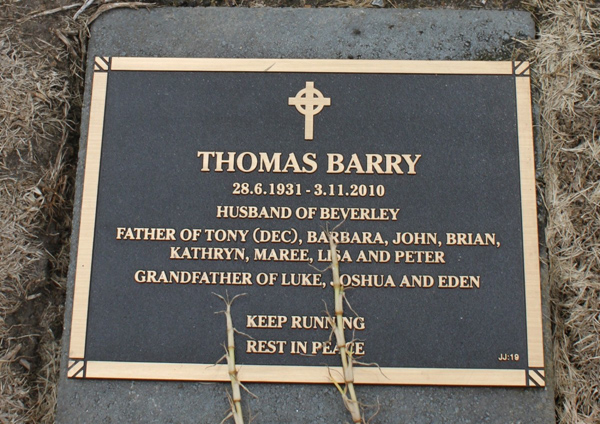 THOMAS BARRY
28.6.1931 - 3.11.2010
HUSBAND OF BEVERLEY
FATHER OF TONY (DEC), BARBARA, JOHN, BRIAN,
KATHRYN, MAREE, LISA AND PETER
GRANDFATHER OF LUKE, JOSHUA AND EDEN
KEEP RUNNING
REST IN PEACE
JJ:19